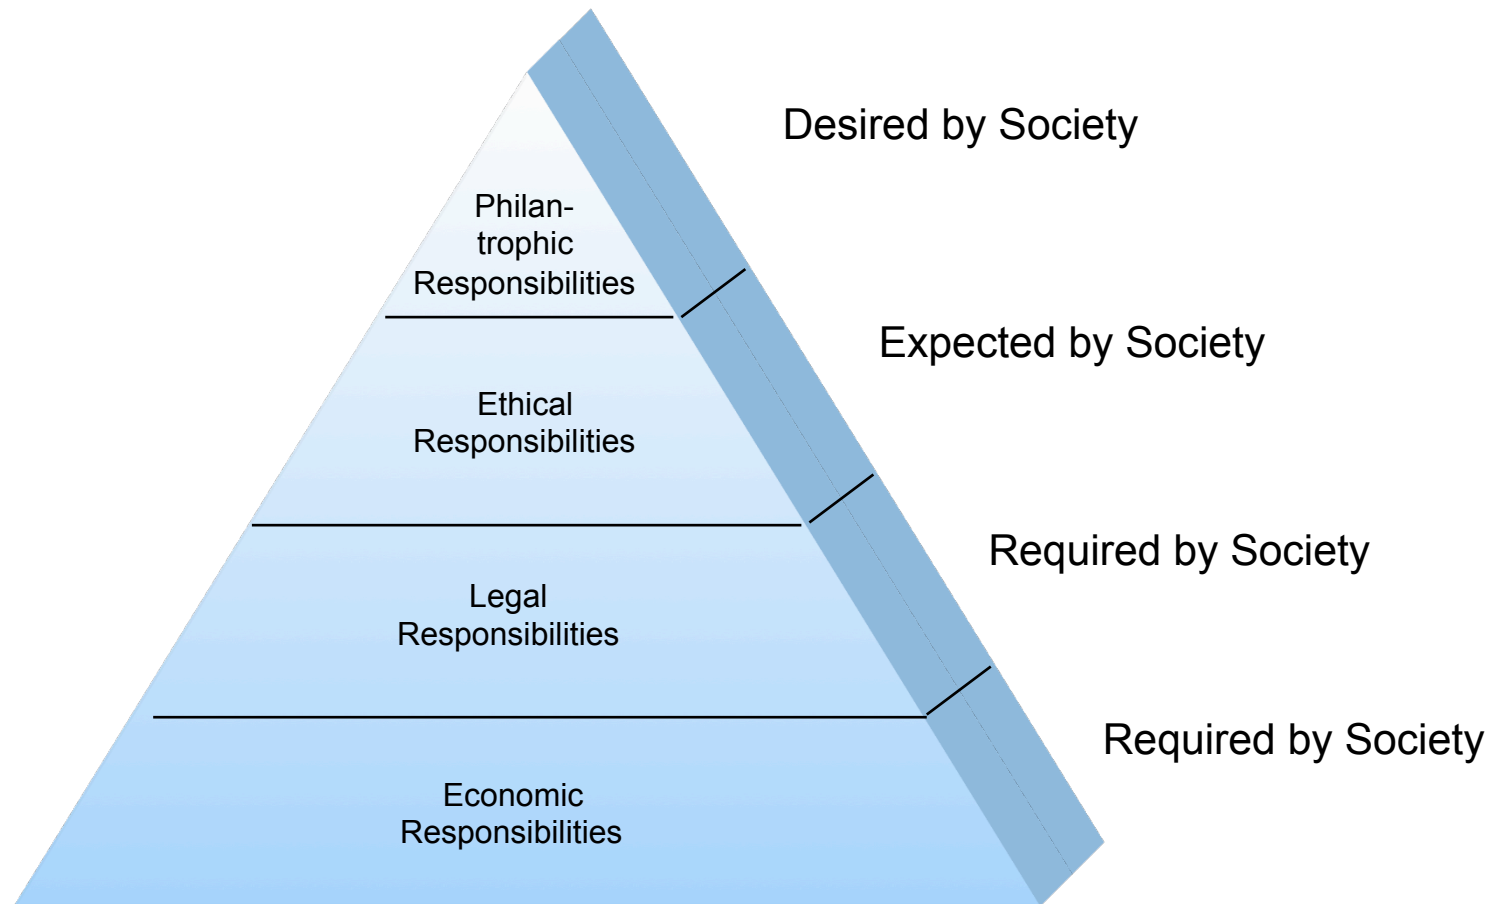 Desired by Society
Philan-
trophic
Responsibilities
Expected by Society
Ethical
Responsibilities
Required by Society
Legal
Responsibilities
Required by Society
Economic
Responsibilities